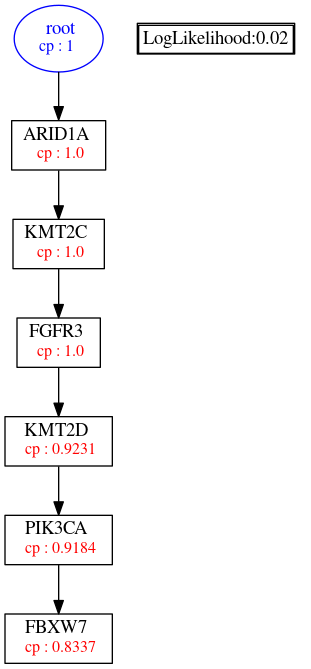 root
cp : 1
LogLikelihood:0.02
ARID1A
cp : 1.0
KMT2C
cp : 1.0
FGFR3
cp : 1.0
KMT2D
cp : 0.9231
PIK3CA
cp : 0.9184
FBXW7
cp : 0.8337